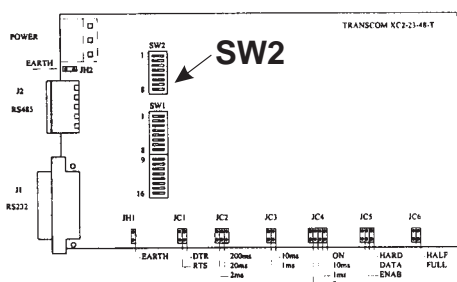 TRANSCOM XC2-23-48-T
POWER
SW2
1
8
SW2
EARTH
JH2
J2
RS485
SW1
1
8
9
16
J1
RS232
JH1 JC1 JC2 JC3 JC4 JC5 JC6
EARTH DTR 200ms 10ms ON HARD HALF
RTS 20ms 1ms 10ms DATA FULL
2ms 1ms ENAB